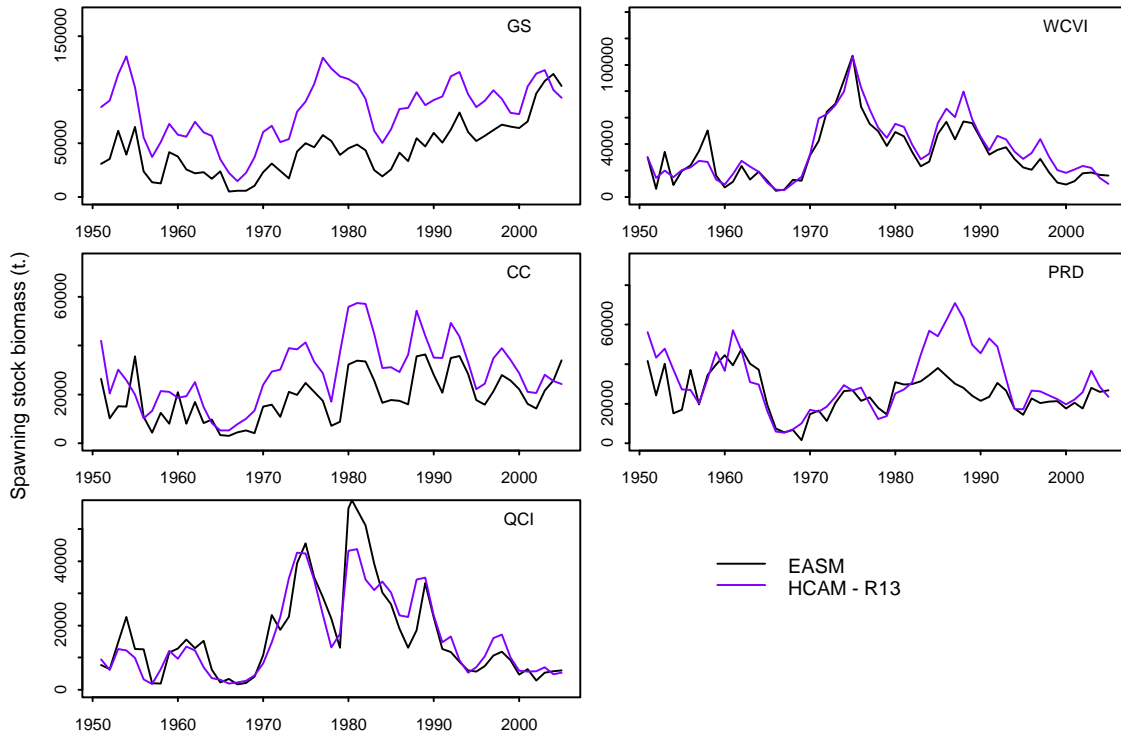 Spawning stock biomass (t.)
GS
0 50000 150000
1950 1960 1970 1980 1990 2000
WCVI
0 40000 100000
1950 1960 1970 1980 1990 2000
CC
0 20000 60000
1950 1960 1970 1980 1990 2000
PRD
0 20000 60000
1950 1960 1970 1980 1990 2000
QCI
0 20000 40000
1950 1960 1970 1980 1990 2000
EASM
HCAM - R13